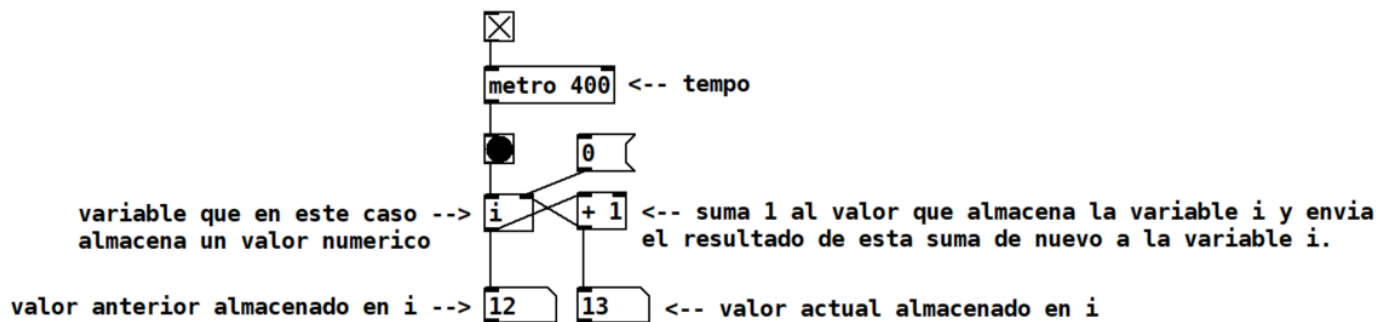 metro 400 <-- tempo
0
variable que en este caso --> i + 1 <-- suma 1 al valor que almacena la variable i y envia
almacena un valor numerico el resultado de esta suma de nuevo a la variable i.
valor anterior almacenado en i --> 12 13 <-- valor actual almacenado en i